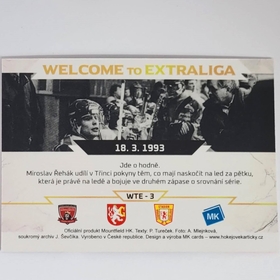 WELCOME TO EXTRALIGA
18. 3. 1993
Jde o hodně.
Miroslav Řehák udílí v Třinci pokyny těm, co mají naskočit na led za pětku,
která je právě na ledě a bojuje ve druhém zápase o srovnání série.
WTE - 3
MK
Oficiální produkt Mountfield HK. Texty: P. Tureček. Foto: A. Mlejnková,
soukromý archiv J. Ševčíka. Vyrobeno v České republice. Design a výroba MK cards – www.hokejovekarticky.cz